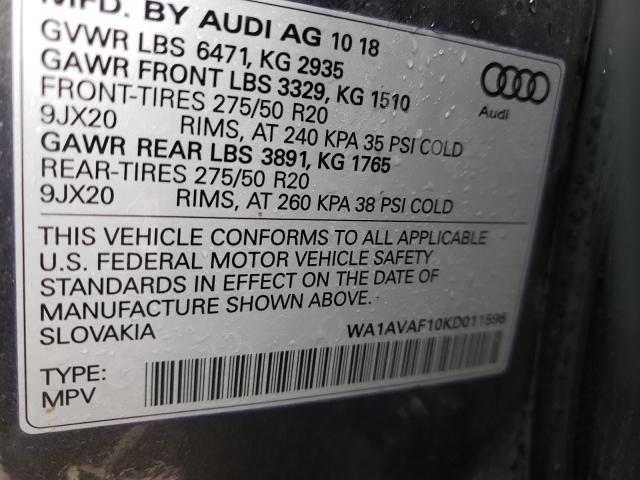 MFD. BY AUDI AG 10 18
GVWR LBS 6471, KG 2935
GAWR FRONT LBS 3329, KG 1510
FRONT-TIRES 275/50 R20
9JX20 RIMS, AT 240 KPA 35 PSI COLD
GAWR REAR LBS 3891, KG 1765
REAR-TIRES 275/50 R20
9JX20 RIMS, AT 260 KPA 38 PSI COLD
Audi
THIS VEHICLE CONFORMS TO ALL APPLICABLE
U.S. FEDERAL MOTOR VEHICLE SAFETY
STANDARDS IN EFFECT ON THE DATE OF
MANUFACTURE SHOWN ABOVE.
SLOVAKIA WA1AVAF10KD011596
TYPE:
MPV